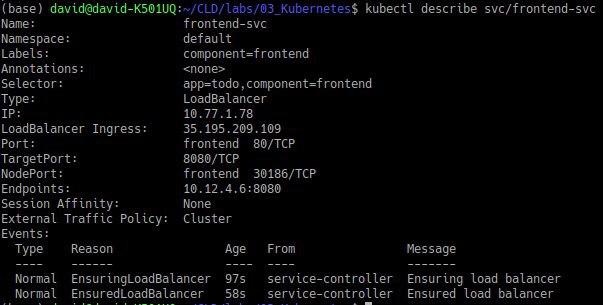 (base) david@david-K501UQ:~/CLD/labs/03_Kubernetes$ kubectl describe svc/frontend-svc
Name: frontend-svc
Namespace: default
Labels: component=frontend
Annotations: <none>
Selector: app=todo,component=frontend
Type: LoadBalancer
IP: 10.77.1.78
LoadBalancer Ingress: 35.195.209.109
Port: frontend 80/TCP
TargetPort: 8080/TCP
NodePort: frontend 30186/TCP
Endpoints: 10.12.4.6:8080
Session Affinity: None
External Traffic Policy: Cluster
Events:
Type Reason Age From Message
---- ------ ---- ---- -------
Normal EnsuringLoadBalancer 97s service-controller Ensuring load balancer
Normal EnsuredLoadBalancer 58s service-controller Ensured load balancer